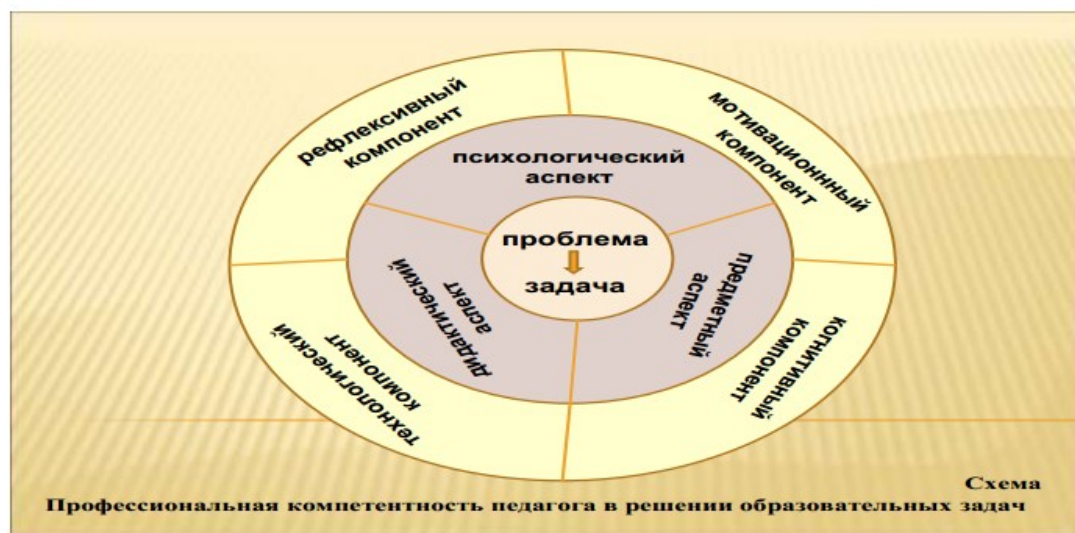 рефлексивный
компонент
мотивационнный
компонент
психологический
аспект
проблема
задача
дидактический
аспект
предметный
аспект
технологический
компонент
когнитивный
компонент
Схема
Профессиональная компетентность педагога в решении образовательных задач